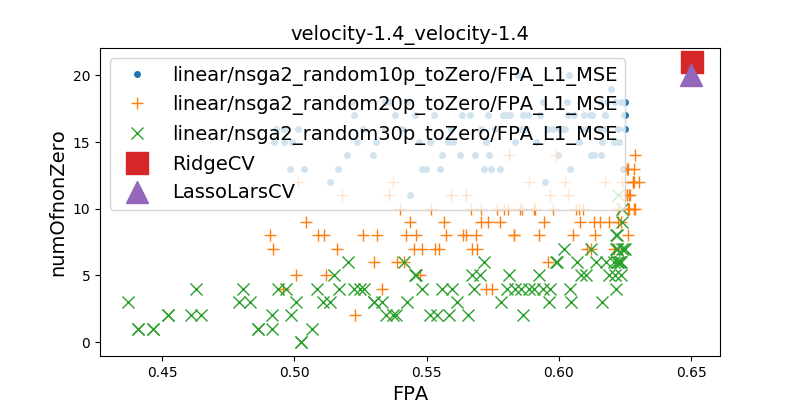 velocity-1.4_velocity-1.4
linear/nsga2_random10p_toZero/FPA_L1_MSE
linear/nsga2_random20p_toZero/FPA_L1_MSE
linear/nsga2_random30p_toZero/FPA_L1_MSE
RidgeCV
LassoLarsCV
numOfnonZero
20
15
10
5
0
0.45
0.50
0.55
0.60
0.65
FPA